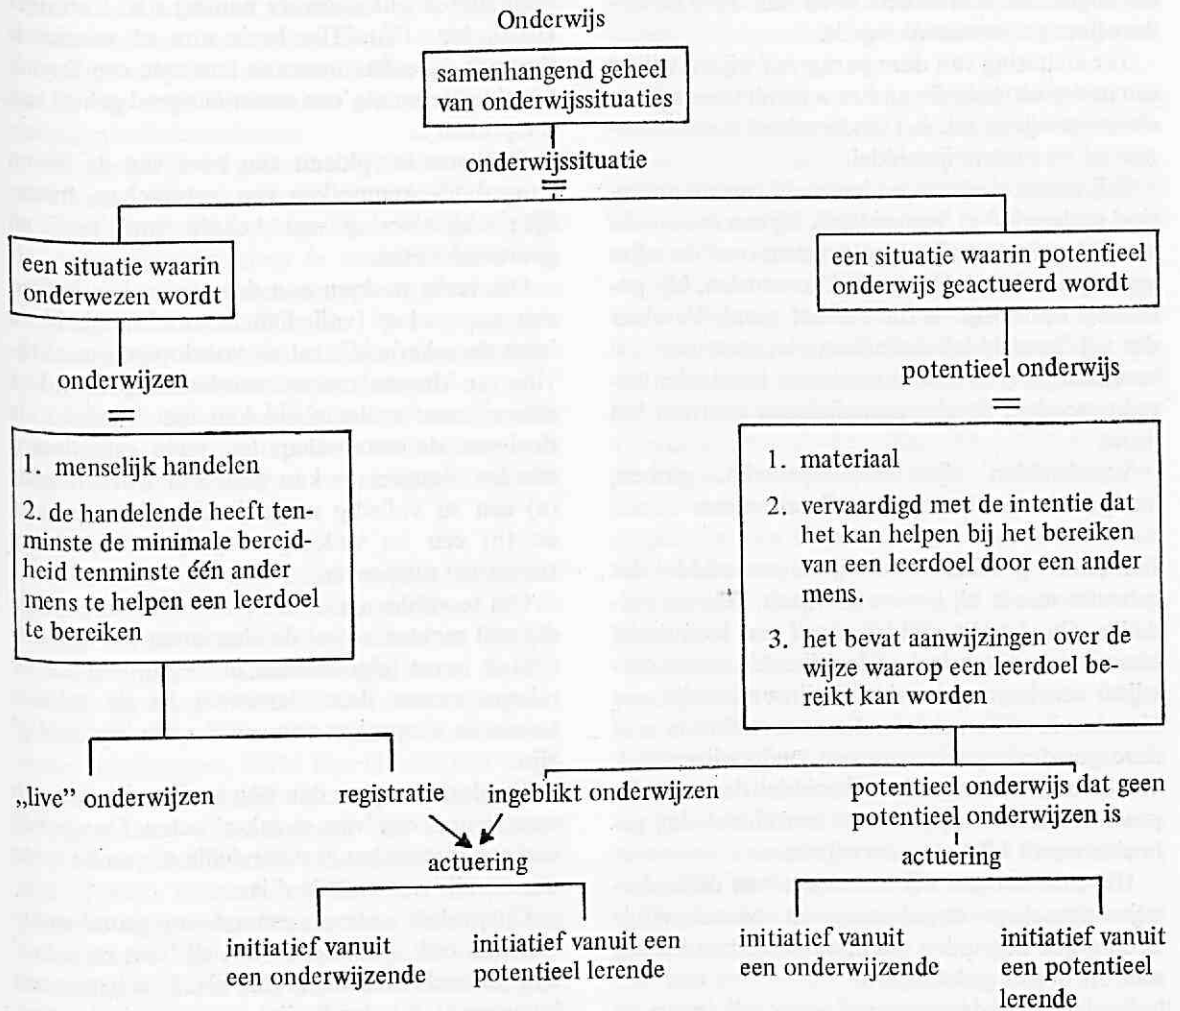 Onderwijs
samenhangend geheel
van onderwijssituaties
onderwijssituatie
=
een situatie waarin
onderwezen wordt
een situatie waarin potentieel
onderwijs geactueerd wordt
onderwijzen
=
potentieel onderwijs
=
1. menselijk handelen
2. de handelende heeft ten-
minste de minimale bereid-
heid tenminste één ander
mens te helpen een leerdoel
te bereiken
1. materiaal
2. vervaardigd met de intentie dat
het kan helpen bij het bereiken
van een leerdoel door een ander
mens.
3. het bevat aanwijzingen over de
wijze waarop een leerdoel be-
reikt kan worden
„live” onderwijzen
registratie
ingeblikt onderwijzen
potentieel onderwijs dat geen
potentieel onderwijzen is
actuering
actuering
initiatief vanuit
een onderwijzende
initiatief vanuit een
potentieel lerende
initiatief vanuit
een onderwijzende
initiatief vanuit
een potentieel
lerende